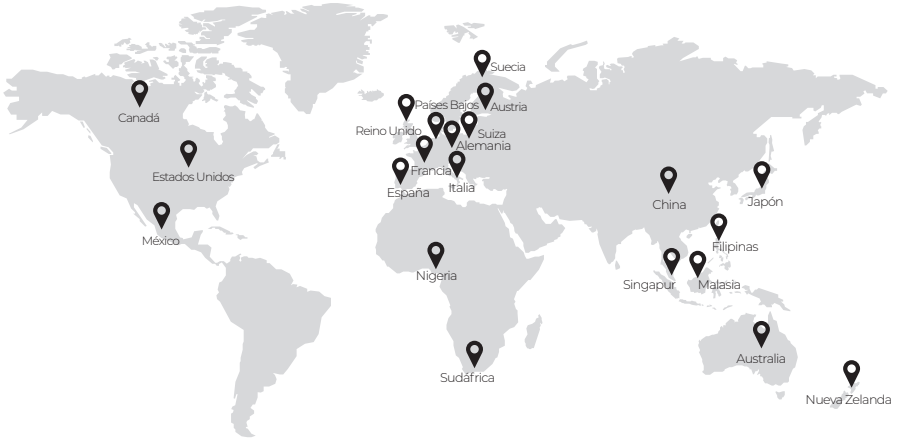 Suecia
Canadá
Países Bajos
Austria
Reino Unido
Suiza
Alemania
Estados Unidos
Francia
Italia
España
China
Japón
México
Filipinas
Nigeria
Singapur
Malasia
Australia
Sudáfrica
Nueva Zelanda